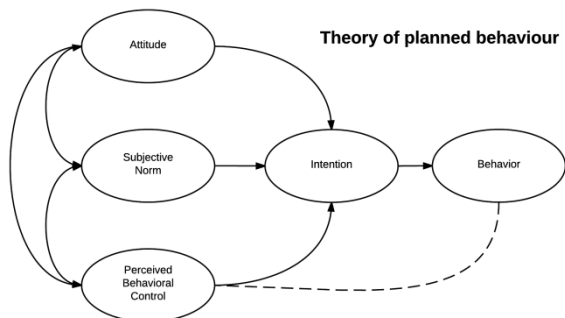 Attitude
Theory of planned behaviour
Subjective
Norm
Intention
Behavior
Perceived
Behavioral
Control